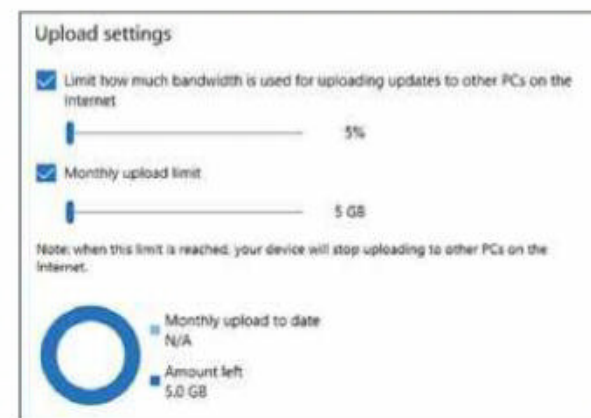 Upload settings
Limit how much bandwidth is used for uploading updates to other PCs on the
Internet
5%
Monthly upload limit
5 GB
Note: when this limit is reached, your device will stop uploading to other PCs on the
Internet.
Monthly upload to date
N/A
Amount left
5.0 GB